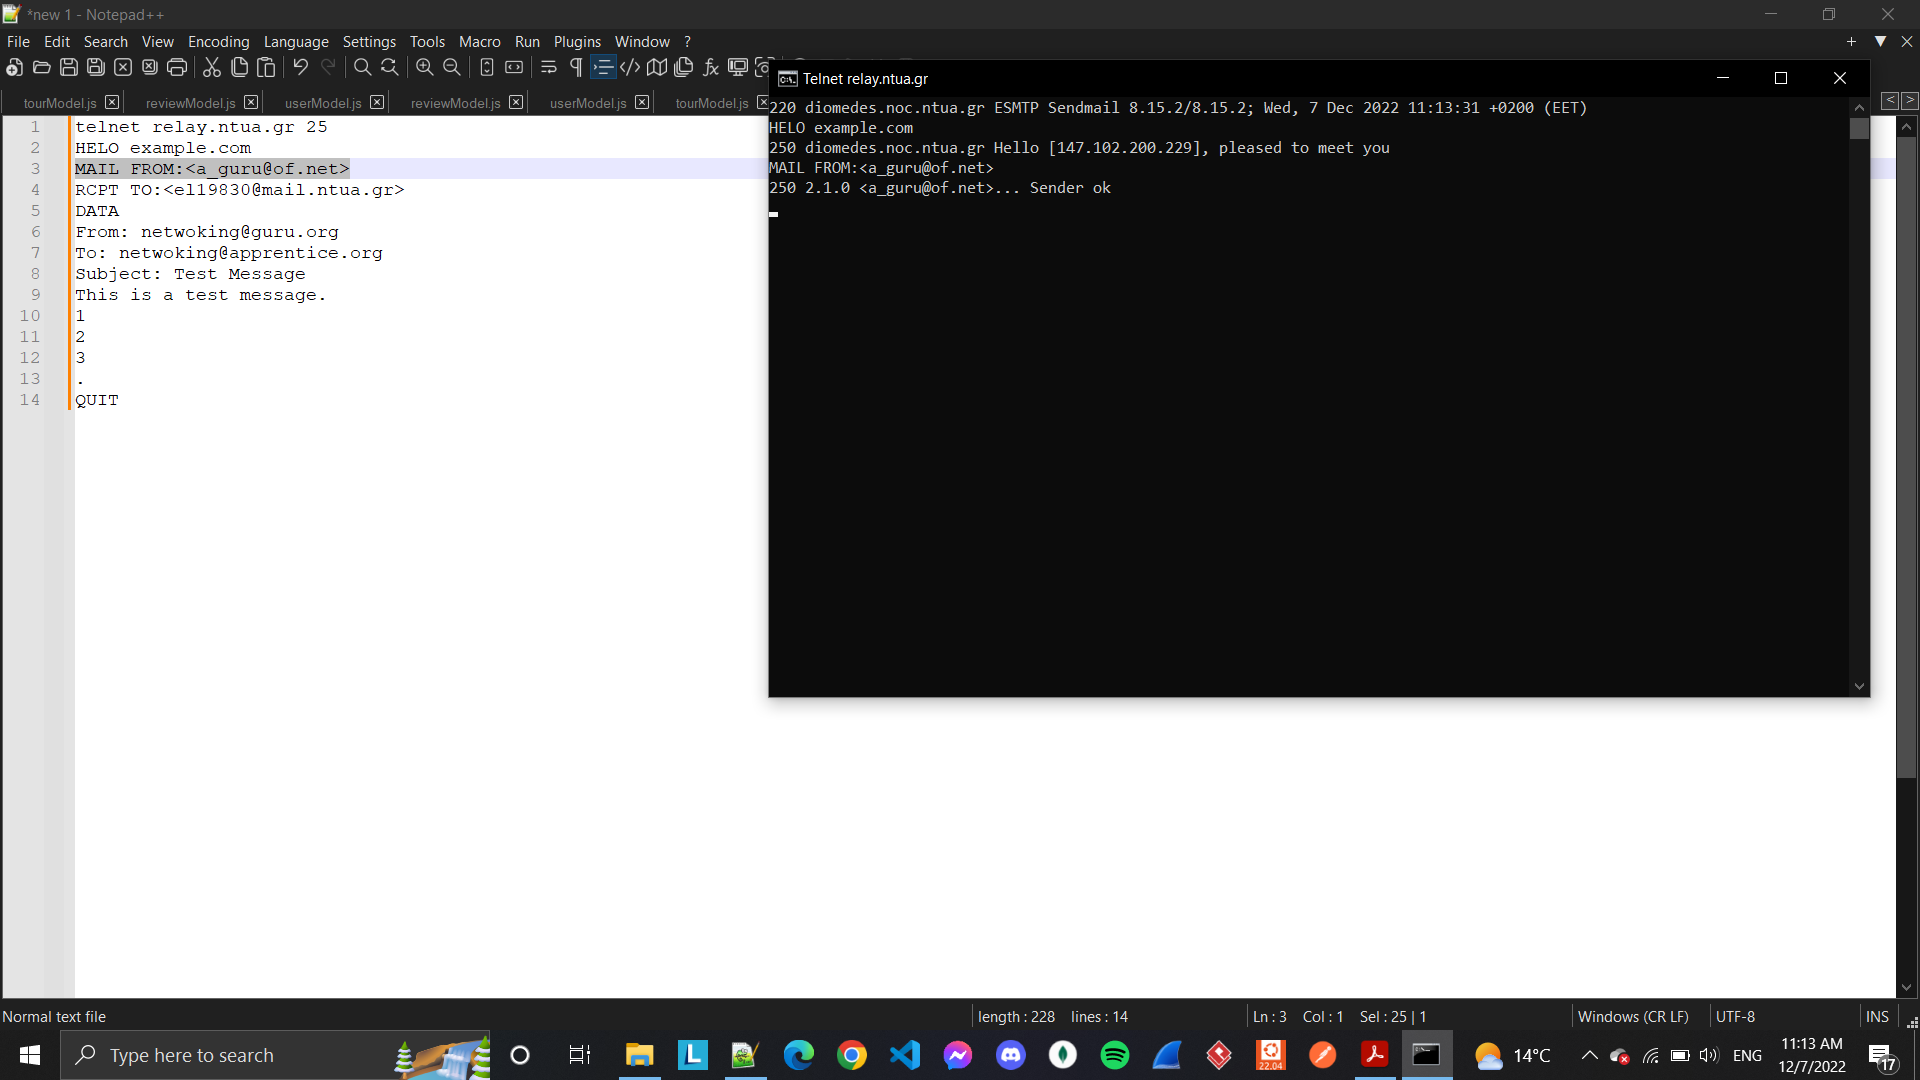 *new 1 - Notepad++
File Edit Search View Encoding Language Settings Tools Macro Run Plugins Window ?
tourModel.js reviewModel.js userModel.js reviewModel.js userModel.js tourModel.js
1 telnet relay.ntua.gr 25
2 HELO example.com
3 MAIL FROM:<a_guru@of.net>
4 RCPT TO:<el19830@mail.ntua.gr>
5 DATA
6 From: netwoking@guru.org
7 To: netwoking@apprentice.org
8 Subject: Test Message
9 This is a test message.
10 1
11 2
12 3
13 .
14 QUIT
Telnet relay.ntua.gr
220 diomedes.noc.ntua.gr ESMTP Sendmail 8.15.2/8.15.2; Wed, 7 Dec 2022 11:13:31 +0200 (EET)
HELO example.com
250 diomedes.noc.ntua.gr Hello [147.102.200.229], pleased to meet you
MAIL FROM:<a_guru@of.net>
250 2.1.0 <a_guru@of.net>... Sender ok
Normal text file length : 228 lines : 14 Ln : 3 Col : 1 Sel : 25 | 1 Windows (CR LF) UTF-8 INS
Type here to search
L
22.04
14°C
ENG
11:13 AM
12/7/2022
17